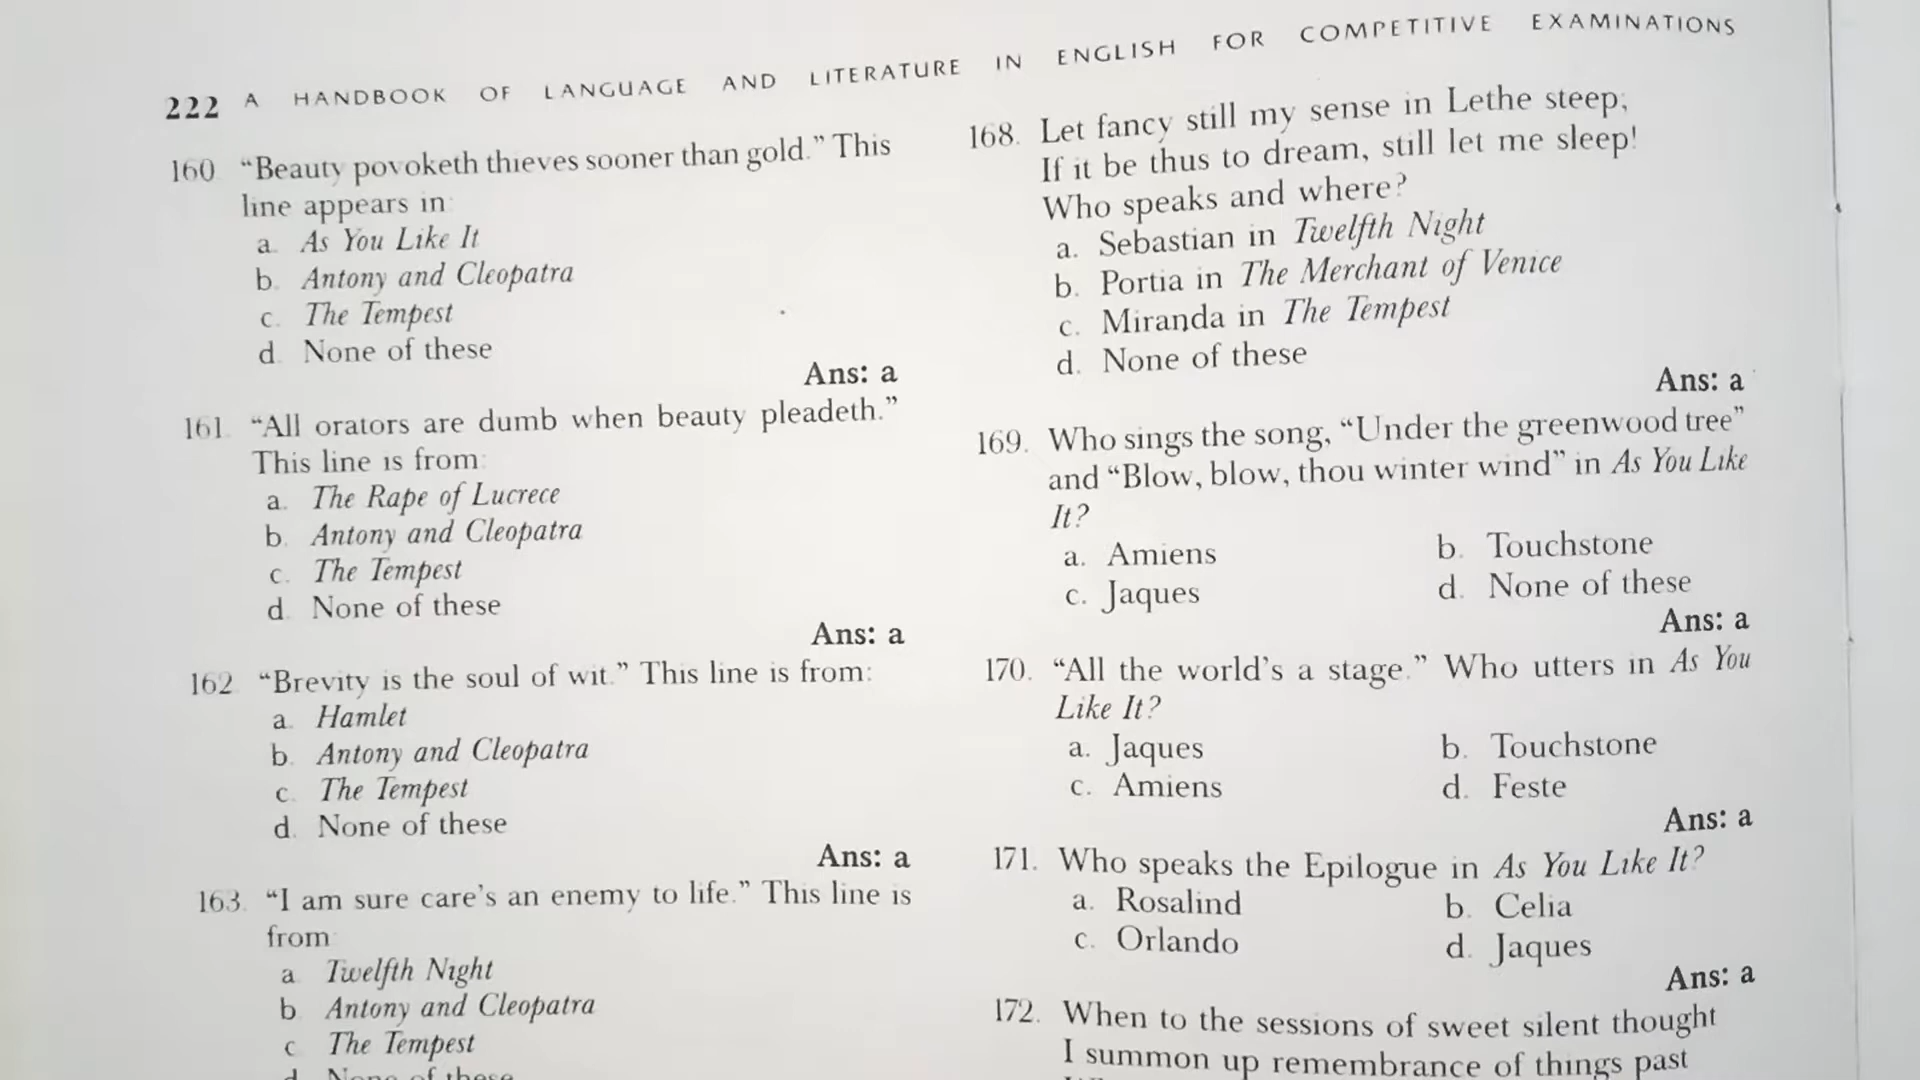 222 A HANDBOOK OF LANGUAGE AND LITERATURE IN ENGLISH FOR COMPETITIVE EXAMINATIONS
160. “Beauty povoketh thieves sooner than gold.” This
line appears in:
a. As You Like It
b. Antony and Cleopatra
c. The Tempest
d. None of these
Ans: a
161. “All orators are dumb when beauty pleadeth.”
This line is from:
a. The Rape of Lucrece
b. Antony and Cleopatra
c. The Tempest
d. None of these
Ans: a
162. “Brevity is the soul of wit.” This line is from:
a. Hamlet
b. Antony and Cleopatra
c. The Tempest
d. None of these
Ans: a
163. “I am sure care’s an enemy to life.” This line is
from:
a. Twelfth Night
b. Antony and Cleopatra
c. The Tempest
d. None of these
168. Let fancy still my sense in Lethe steep;
If it be thus to dream, still let me sleep!
Who speaks and where?
a. Sebastian in Twelfth Night
b. Portia in The Merchant of Venice
c. Miranda in The Tempest
d. None of these
Ans: a
169. Who sings the song, “Under the greenwood tree”
and “Blow, blow, thou winter wind” in As You Like
It?
a. Amiens b. Touchstone
c. Jaques d. None of these
Ans: a
170. “All the world’s a stage.” Who utters in As You
Like It?
a. Jaques b. Touchstone
c. Amiens d. Feste
Ans: a
171. Who speaks the Epilogue in As You Like It?
a. Rosalind b. Celia
c. Orlando d. Jaques
Ans: a
172. When to the sessions of sweet silent thought
I summon up remembrance of things past